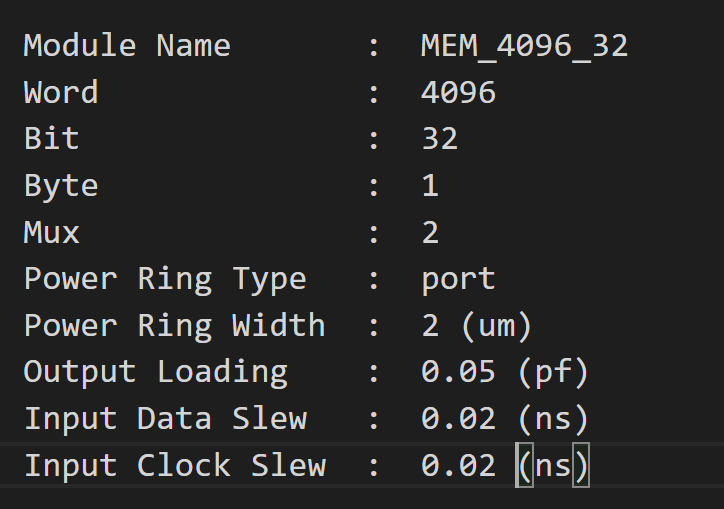 Module Name : MEM_4096_32
Word : 4096
Bit : 32
Byte : 1
Mux : 2
Power Ring Type : port
Power Ring Width : 2 (um)
Output Loading : 0.05 (pf)
Input Data Slew : 0.02 (ns)
Input Clock Slew : 0.02 (ns)